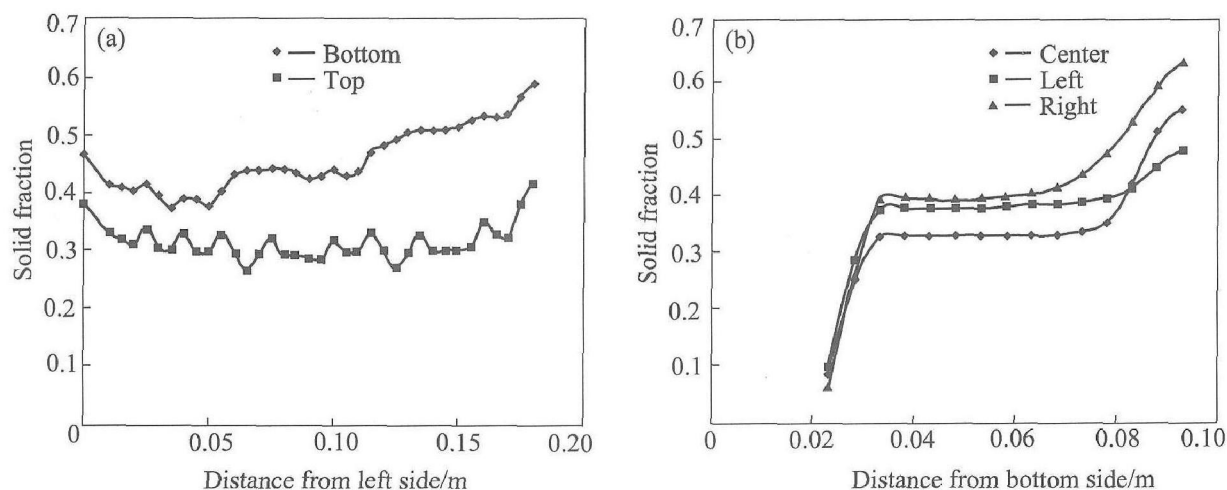 (a)
Bottom
Top
Solid fraction
0.7
0.6
0.5
0.4
0.3
0.2
0.1
0
0.05
0.10
0.15
0.20
Distance from left side/m
(b)
Center
Left
Right
Solid fraction
0.7
0.6
0.5
0.4
0.3
0.2
0.1
0
0.02
0.04
0.06
0.08
0.10
Distance from bottom side/m